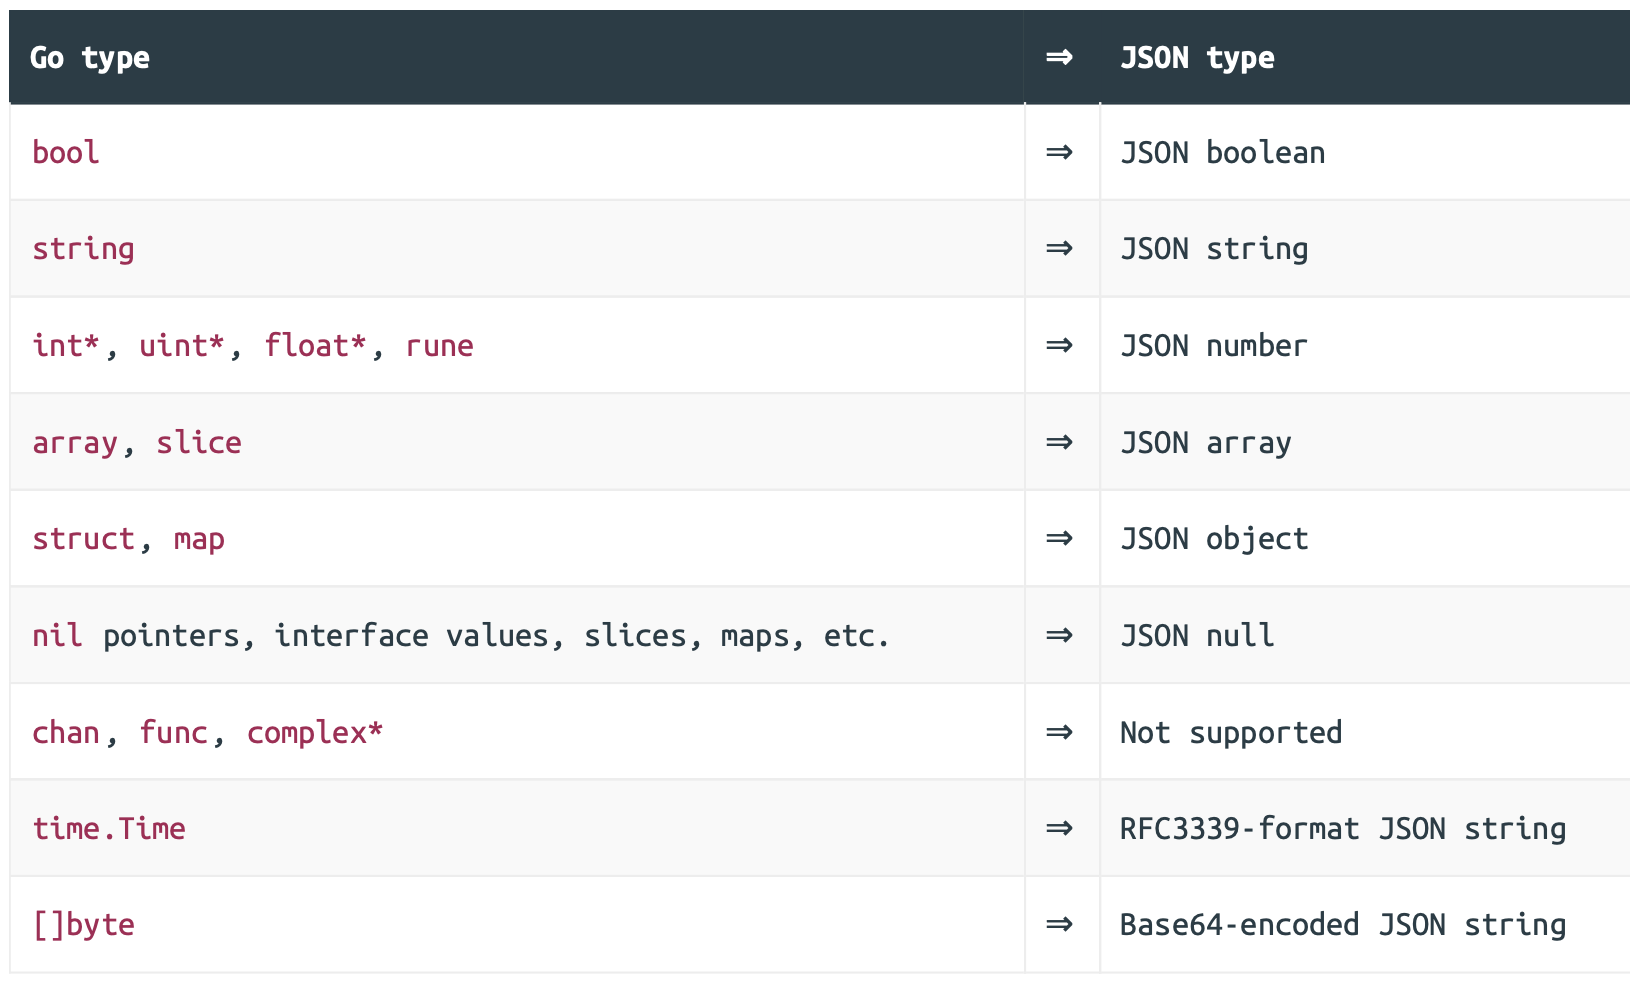 Go type ⇒ JSON type
bool ⇒ JSON boolean
string ⇒ JSON string
int*, uint*, float*, rune ⇒ JSON number
array, slice ⇒ JSON array
struct, map ⇒ JSON object
nil pointers, interface values, slices, maps, etc. ⇒ JSON null
chan, func, complex* ⇒ Not supported
time.Time ⇒ RFC3339-format JSON string
[]byte ⇒ Base64-encoded JSON string